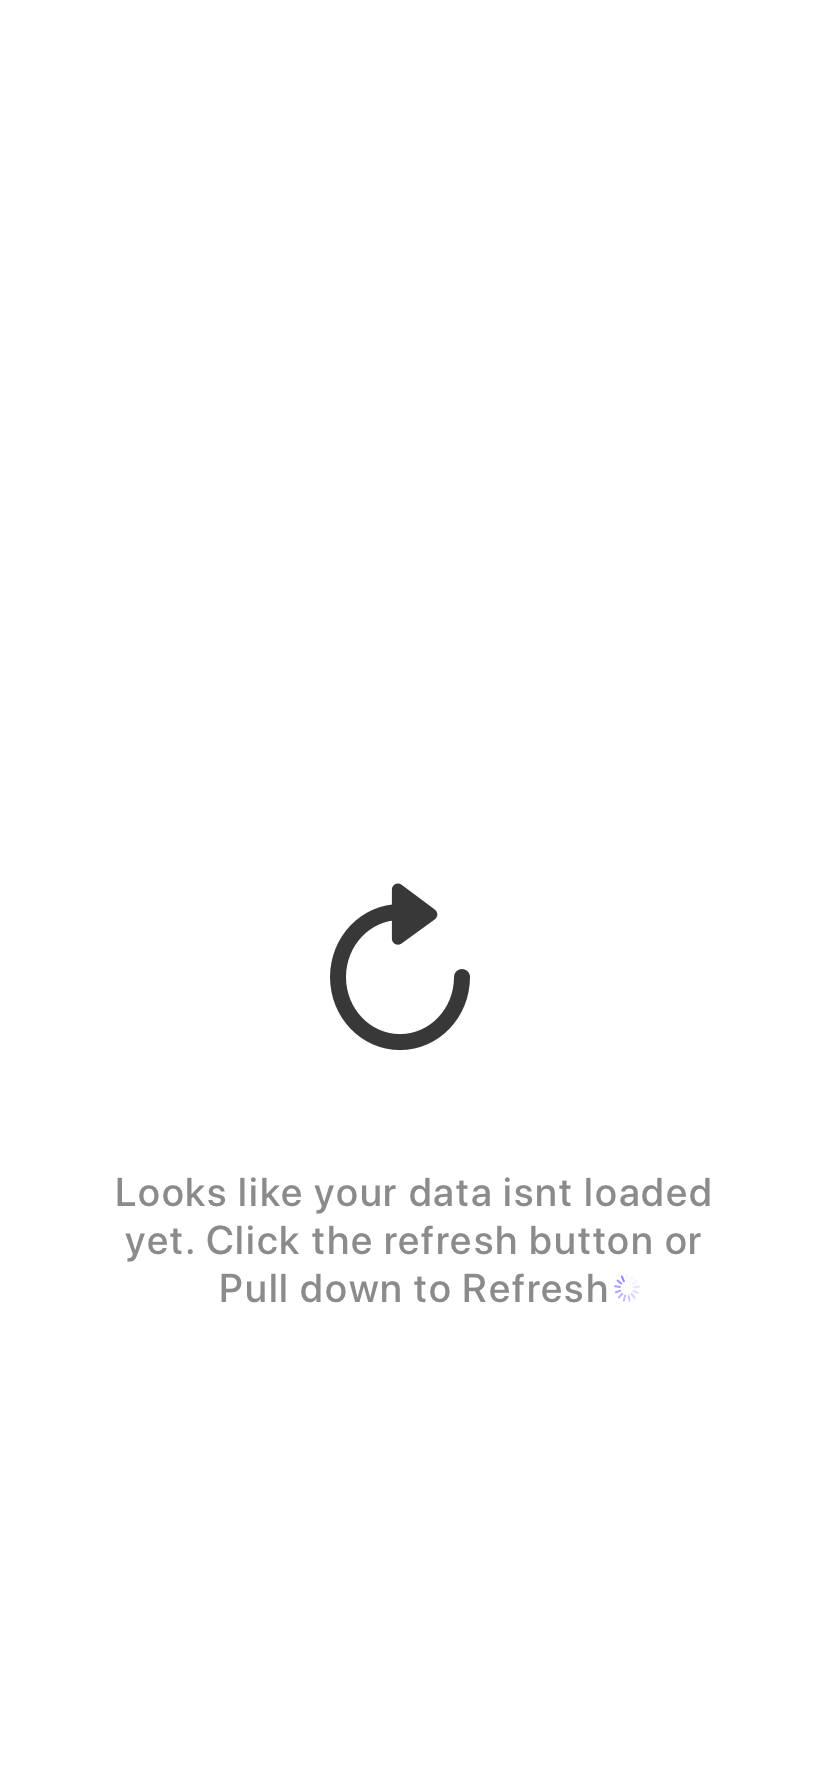 Looks like your data isnt loaded
yet. Click the refresh button or
Pull down to Refresh